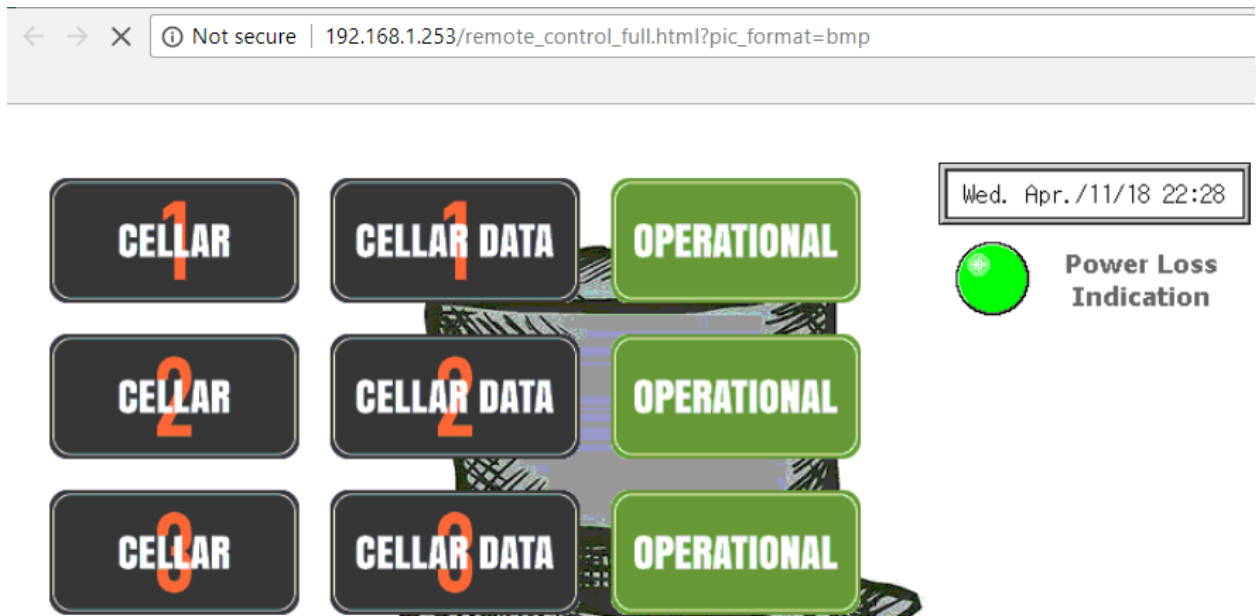 Not secure | 192.168.1.253/remote_control_full.html?pic_format=bmp
1 CELLAR
1 CELLAR DATA
OPERATIONAL
Wed. Apr./11/18 22:28
Power Loss
Indication
2 CELLAR
2 CELLAR DATA
OPERATIONAL
3 CELLAR
3 CELLAR DATA
OPERATIONAL